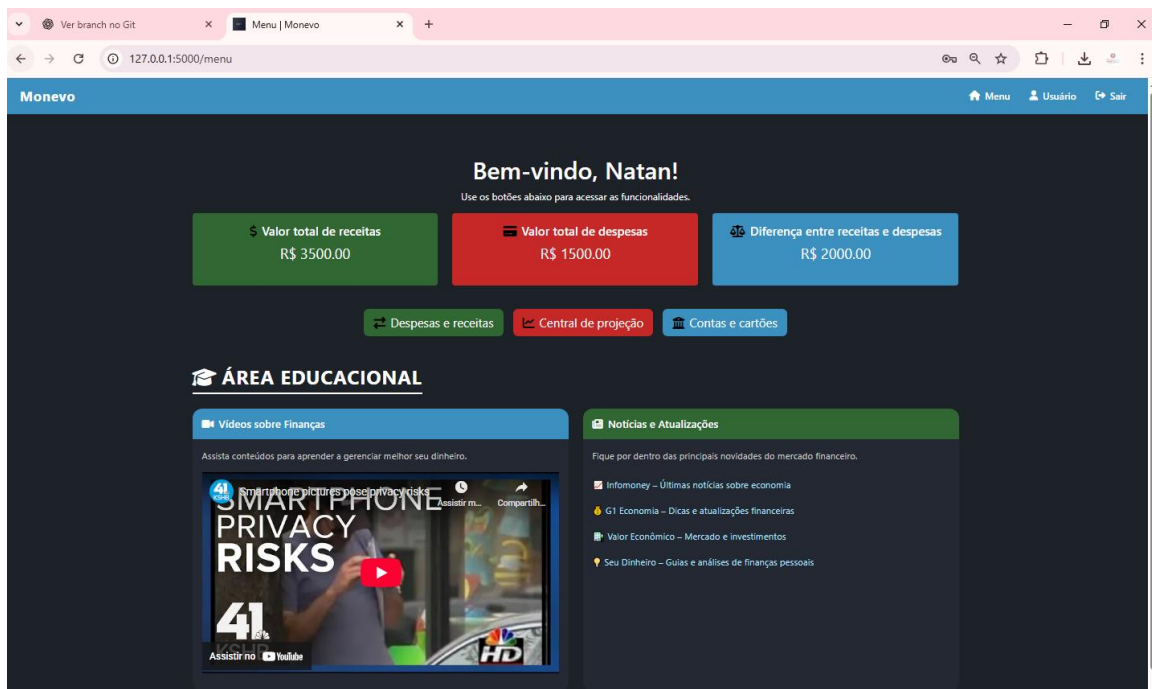 Ver branch no Git
Menu | Monevo
127.0.0.1:5000/menu
Monevo
Menu
Usuário
Sair
Bem-vindo, Natan!
Use os botões abaixo para acessar as funcionalidades.
Valor total de receitas
R$ 3500.00
Valor total de despesas
R$ 1500.00
Diferença entre receitas e despesas
R$ 2000.00
Despesas e receitas
Central de projeção
Contas e cartões
ÁREA EDUCACIONAL
Vídeos sobre Finanças
Assista conteúdos para aprender a gerenciar melhor seu dinheiro.
Smartphone pictures pose privacy risks
Assistir m...
Compartilh...
SMARTPHONE
PRIVACY
RISKS
41
KSHB
HD
Assistir no YouTube
Notícias e Atualizações
Fique por dentro das principais novidades do mercado financeiro.
Infomoney – Últimas notícias sobre economia
G1 Economia – Dicas e atualizações financeiras
Valor Econômico – Mercado e investimentos
Seu Dinheiro – Guias e análises de finanças pessoais